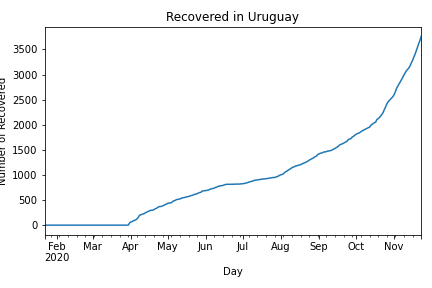 Recovered in Uruguay
Number of Recovered
3500
3000
2500
2000
1500
1000
500
0
Feb Mar Apr May Jun Jul Aug Sep Oct Nov
2020
Day